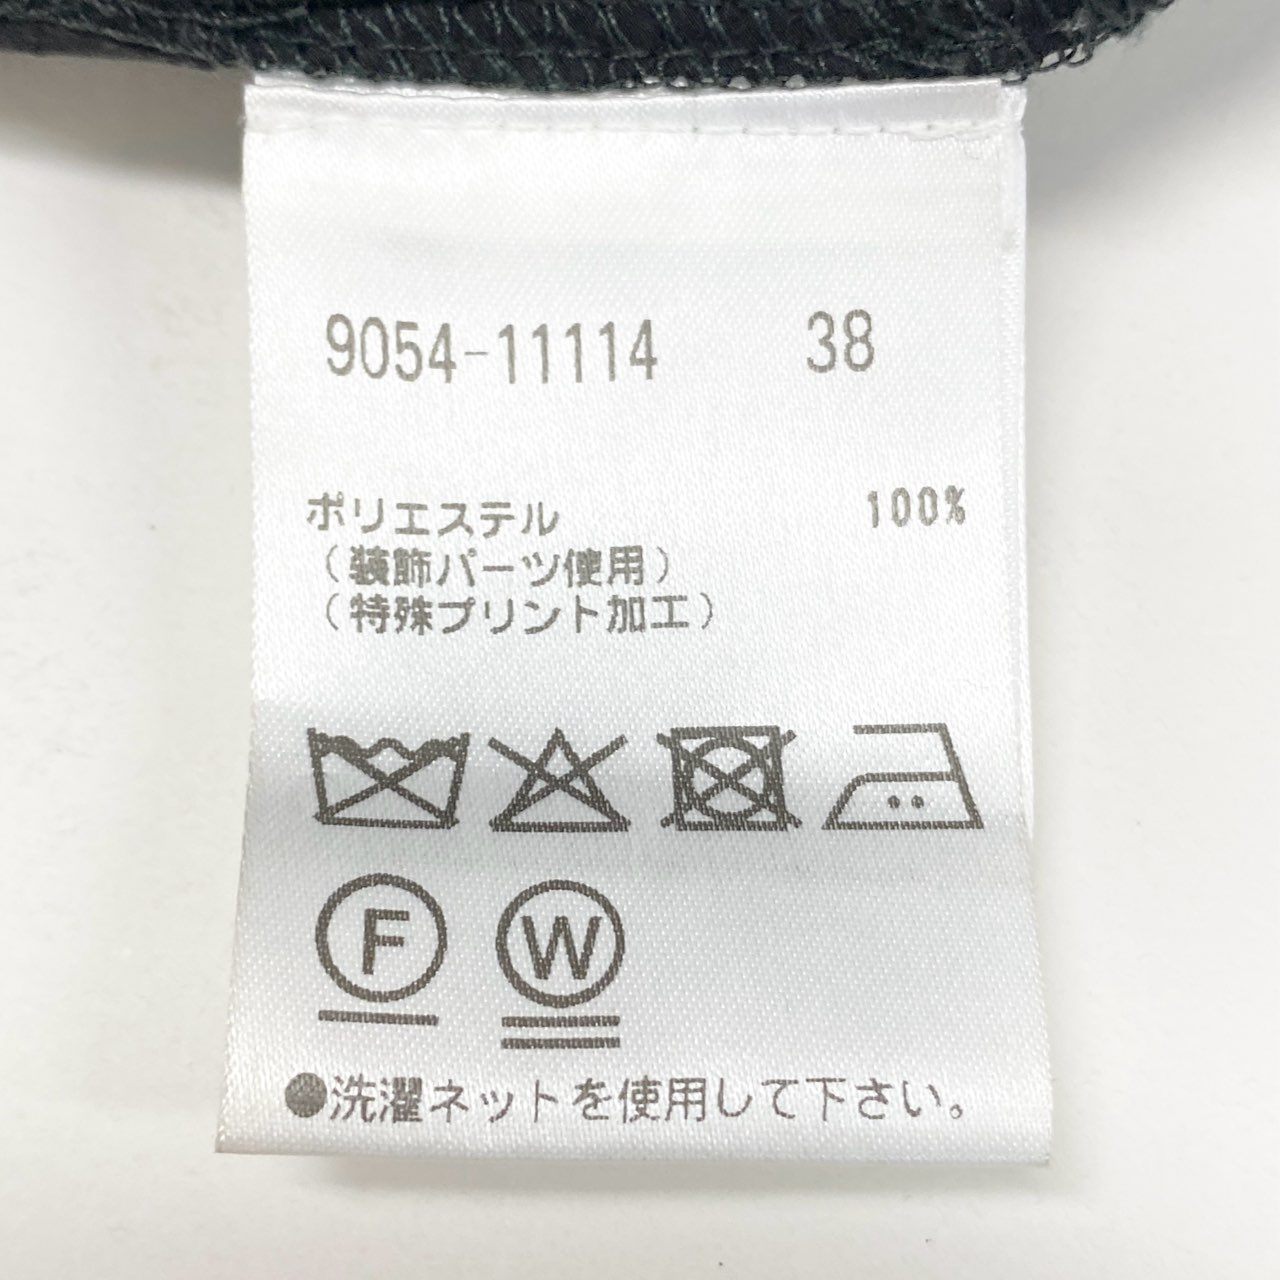 9054-11114 38
ポリエステル 100%
(装飾パーツ使用)
(特殊プリント加工)
F W
●洗濯ネットを使用して下さい。